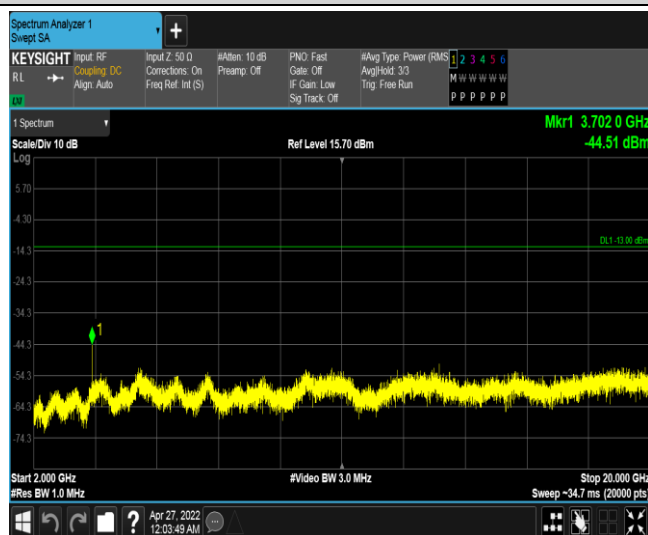 Spectrum Analyzer 1
Swept SA
+
KEYSIGHT
RL
LXI
Input: RF
Coupling: DC
Align: Auto
Input Z: 50 Ω
Corrections: On
Freq Ref: Int (S)
#Atten: 10 dB
Preamp: Off
PNO: Fast
Gate: Off
IF Gain: Low
Sig Track: Off
#Avg Type: Power (RMS
Avg|Hold: 3/3
Trig: Free Run
1 2 3 4 5 6
M W W W W W
P P P P P P
1 Spectrum
Mkr1 3.702 0 GHz
-44.51 dBm
Scale/Div 10 dB
Ref Level 15.70 dBm
Log
5.70
-4.30
DL1 -13.00 dBm
-14.3
-24.3
-34.3
1
-44.3
-54.3
-64.3
-74.3
Start 2.000 GHz
#Video BW 3.0 MHz
Stop 20.000 GHz
#Res BW 1.0 MHz
Sweep ~34.7 ms (20000 pts)
?
Apr 27, 2022
12:03:49 AM